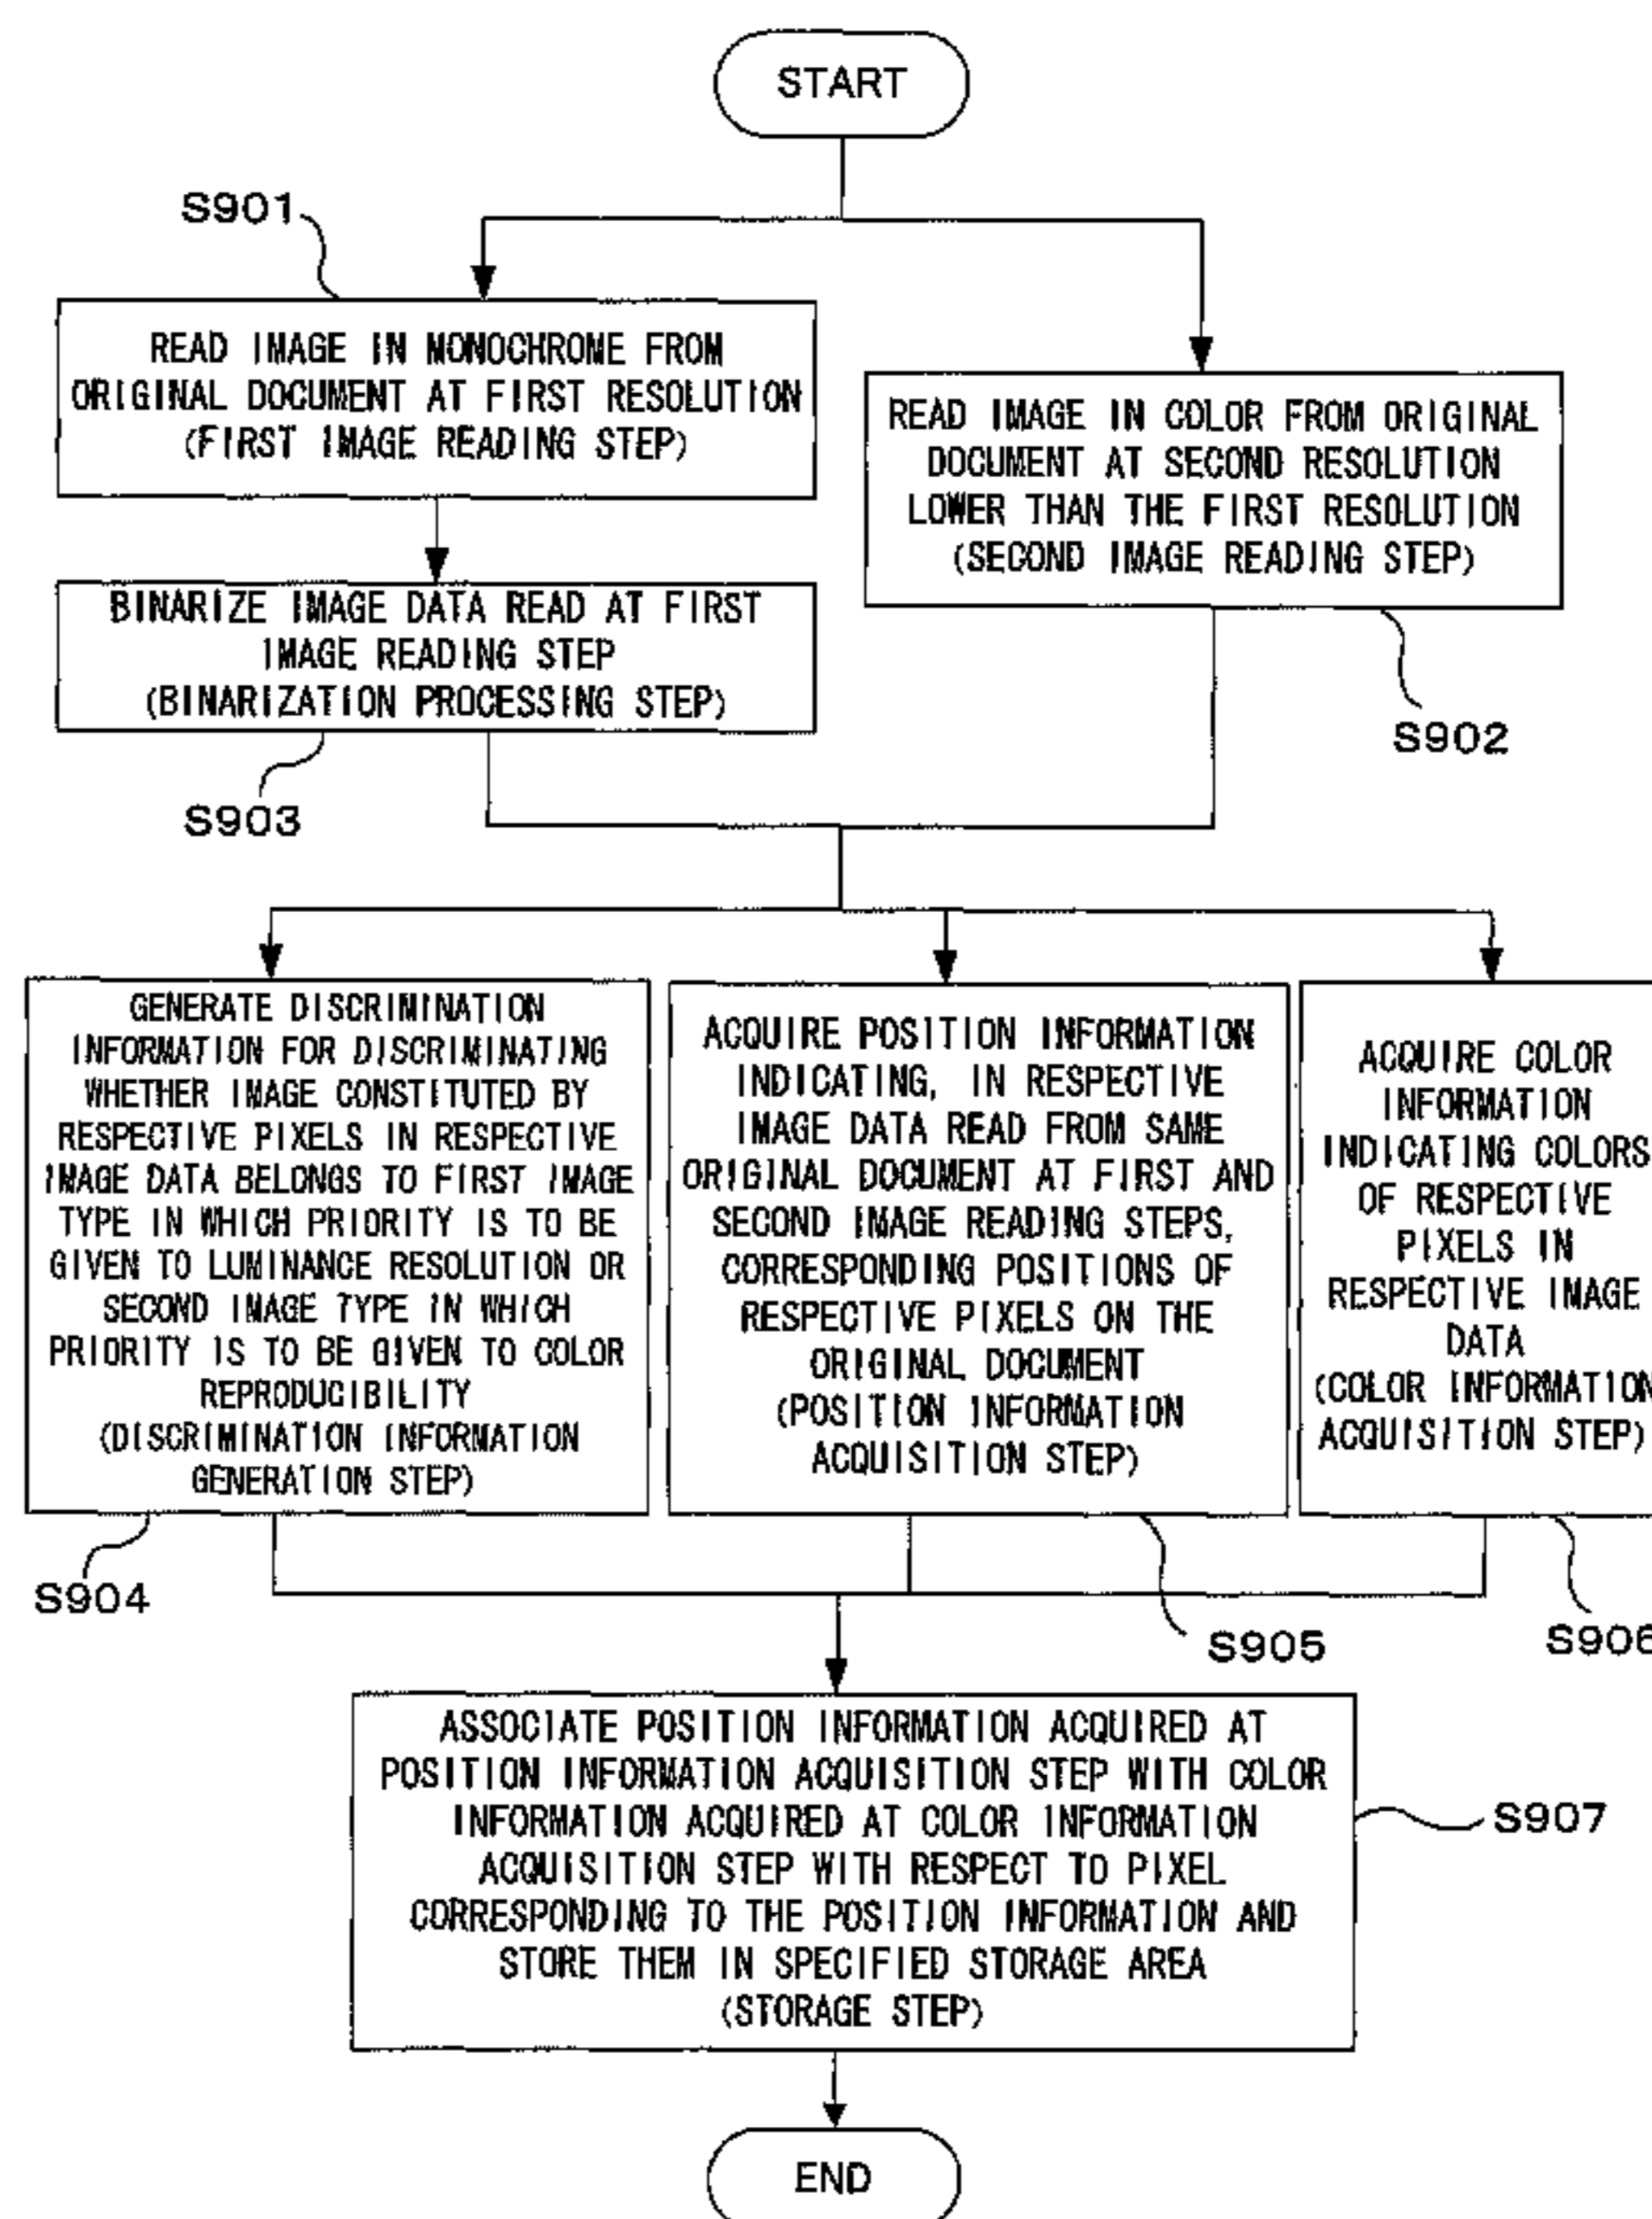 START
S901
READ IMAGE IN MONOCHROME FROM
ORIGINAL DOCUMENT AT FIRST RESOLUTION
(FIRST IMAGE READING STEP)
READ IMAGE IN COLOR FROM ORIGINAL
DOCUMENT AT SECOND RESOLUTION
LOWER THAN THE FIRST RESOLUTION
(SECOND IMAGE READING STEP)
S902
BINARIZE IMAGE DATA READ AT FIRST
IMAGE READING STEP
(BINARIZATION PROCESSING STEP)
S903
GENERATE DISCRIMINATION
INFORMATION FOR DISCRIMINATING
WHETHER IMAGE CONSTITUTED BY
RESPECTIVE PIXELS IN RESPECTIVE
IMAGE DATA BELONGS TO FIRST IMAGE
TYPE IN WHICH PRIORITY IS TO BE
GIVEN TO LUMINANCE RESOLUTION OR
SECOND IMAGE TYPE IN WHICH
PRIORITY IS TO BE GIVEN TO COLOR
REPRODUCIBILITY
(DISCRIMINATION INFORMATION
GENERATION STEP)
S904
ACQUIRE POSITION INFORMATION
INDICATING, IN RESPECTIVE
IMAGE DATA READ FROM SAME
ORIGINAL DOCUMENT AT FIRST AND
SECOND IMAGE READING STEPS,
CORRESPONDING POSITIONS OF
RESPECTIVE PIXELS ON THE
ORIGINAL DOCUMENT
(POSITION INFORMATION
ACQUISITION STEP)
S905
ACQUIRE COLOR
INFORMATION
INDICATING COLORS
OF RESPECTIVE
PIXELS IN
RESPECTIVE IMAGE
DATA
(COLOR INFORMATION
ACQUISITION STEP)
S906
ASSOCIATE POSITION INFORMATION ACQUIRED AT
POSITION INFORMATION ACQUISITION STEP WITH COLOR
INFORMATION ACQUIRED AT COLOR INFORMATION
ACQUISITION STEP WITH RESPECT TO PIXEL
CORRESPONDING TO THE POSITION INFORMATION AND
STORE THEM IN SPECIFIED STORAGE AREA
(STORAGE STEP)
S907
END